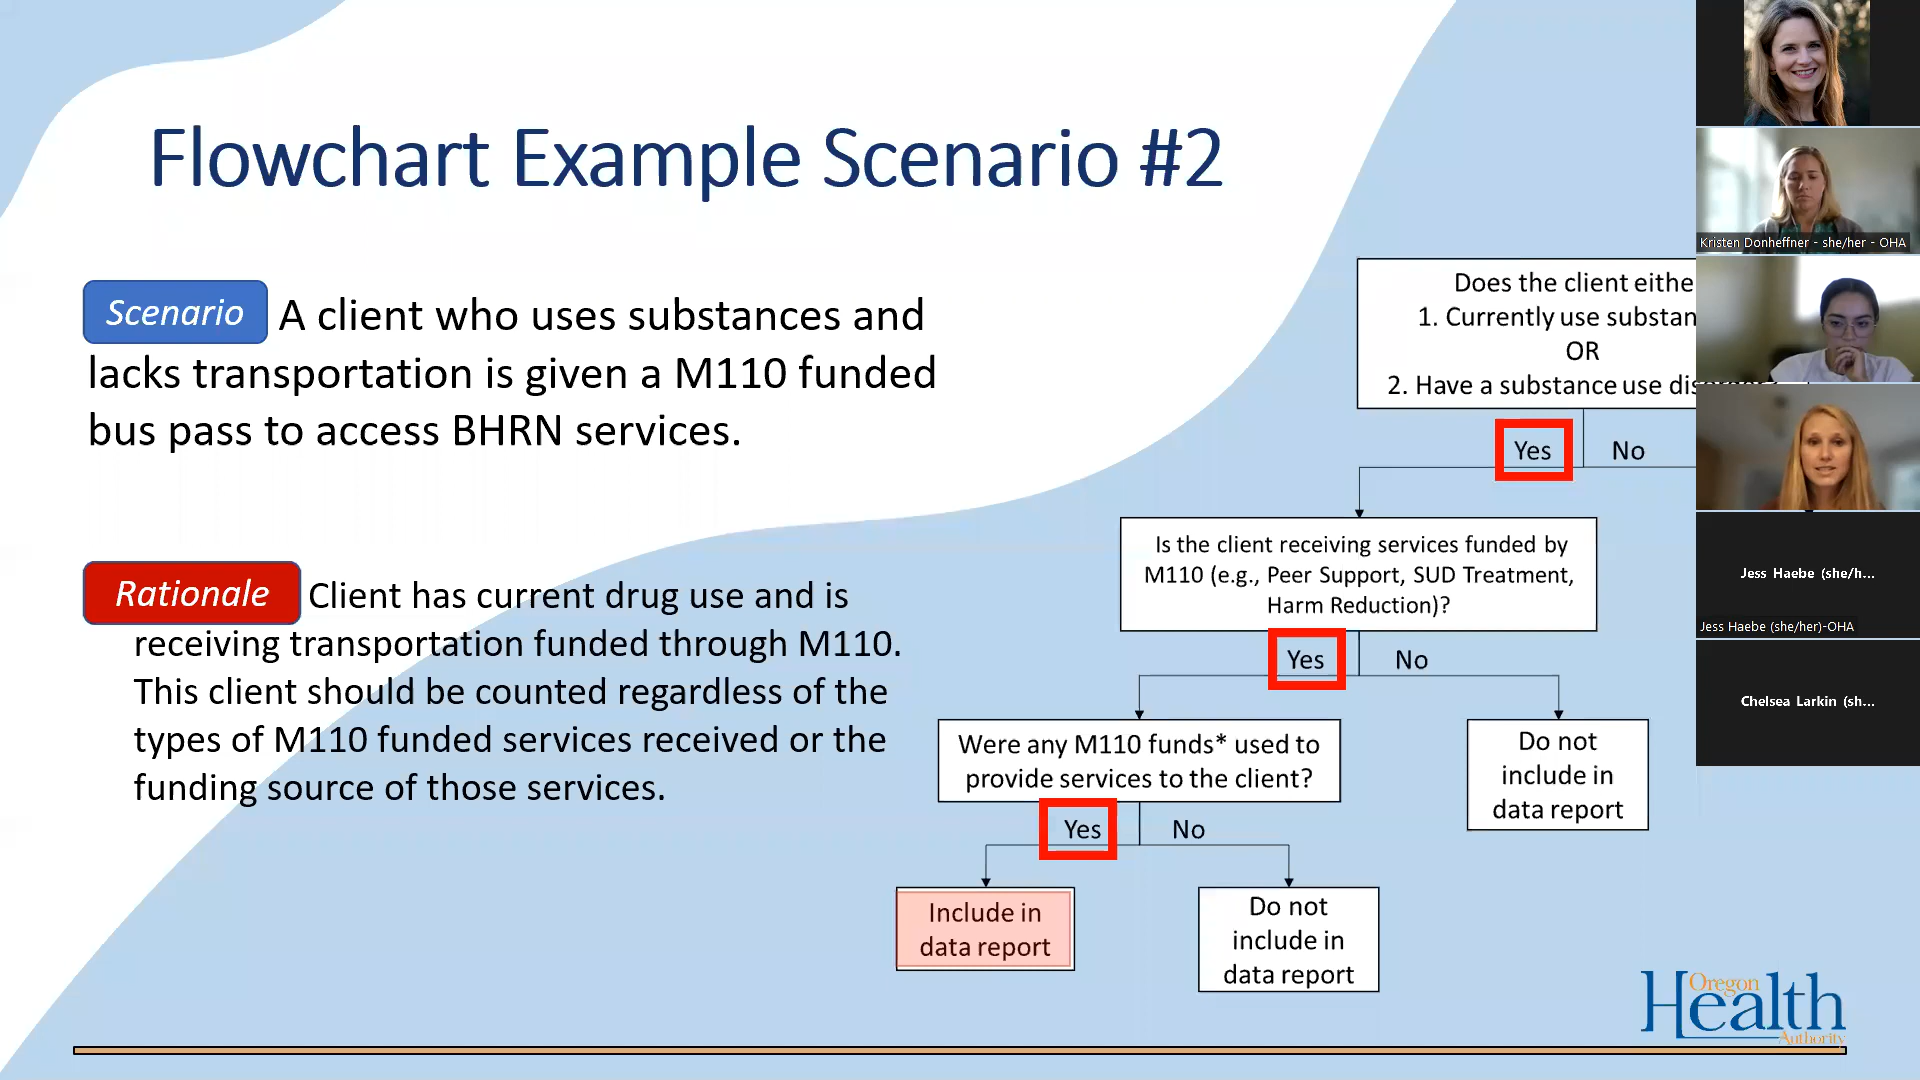 Flowchart Example Scenario #2
Scenario A client who uses substances and
lacks transportation is given a M110 funded
bus pass to access BHRN services.
Rationale Client has current drug use and is
receiving transportation funded through M110.
This client should be counted regardless of the
types of M110 funded services received or the
funding source of those services.
Does the client eithe
1. Currently use substan
OR
2. Have a substance use
Yes No
Is the client receiving services funded by
M110 (e.g., Peer Support, SUD Treatment,
Harm Reduction)?
Yes No
Were any M110 funds* used to
provide services to the client?
Do not
include in
data report
Yes No
Include in
data report
Do not
include in
data report
Kristen Donheffner - she/her - OHA
Jess Haebe (she/h...
Jess Haebe (she/her)-OHA
Chelsea Larkin (sh...
Oregon
Health
Authority